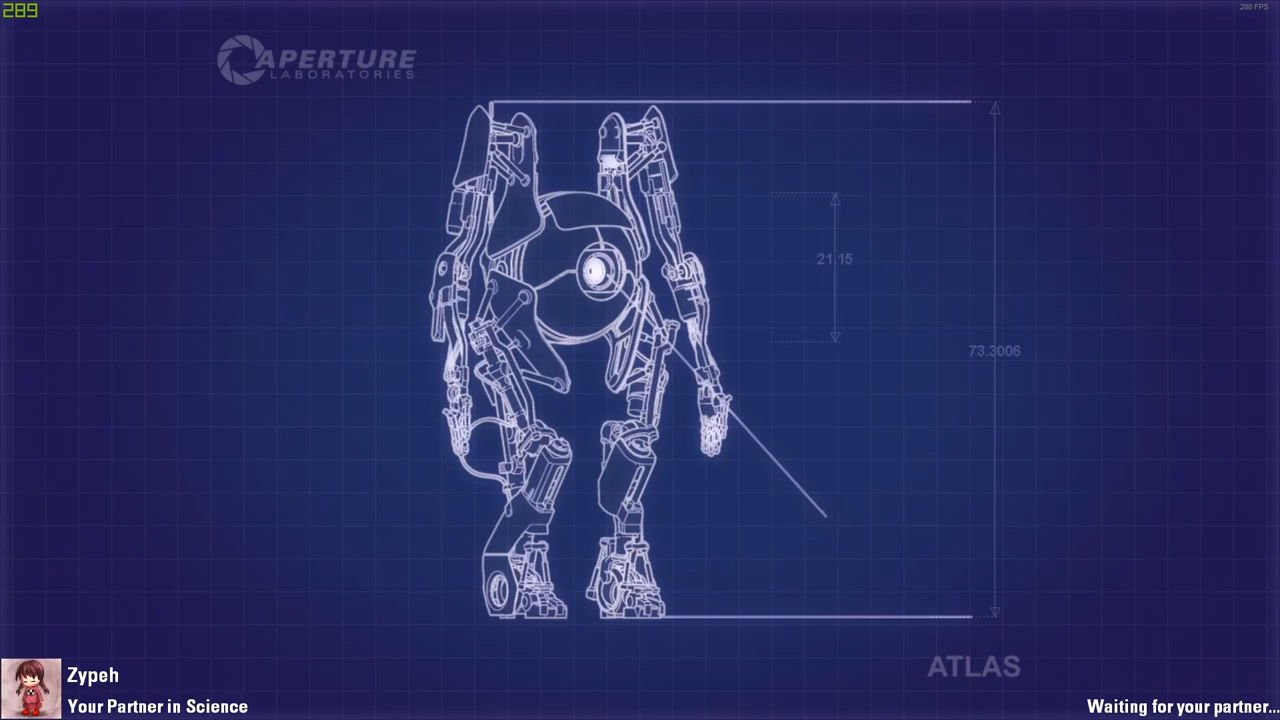 289
288 FPS
APERTURE
LABORATORIES
21.15
73.3006
ATLAS
Zypeh
Your Partner in Science
Waiting for your partner...